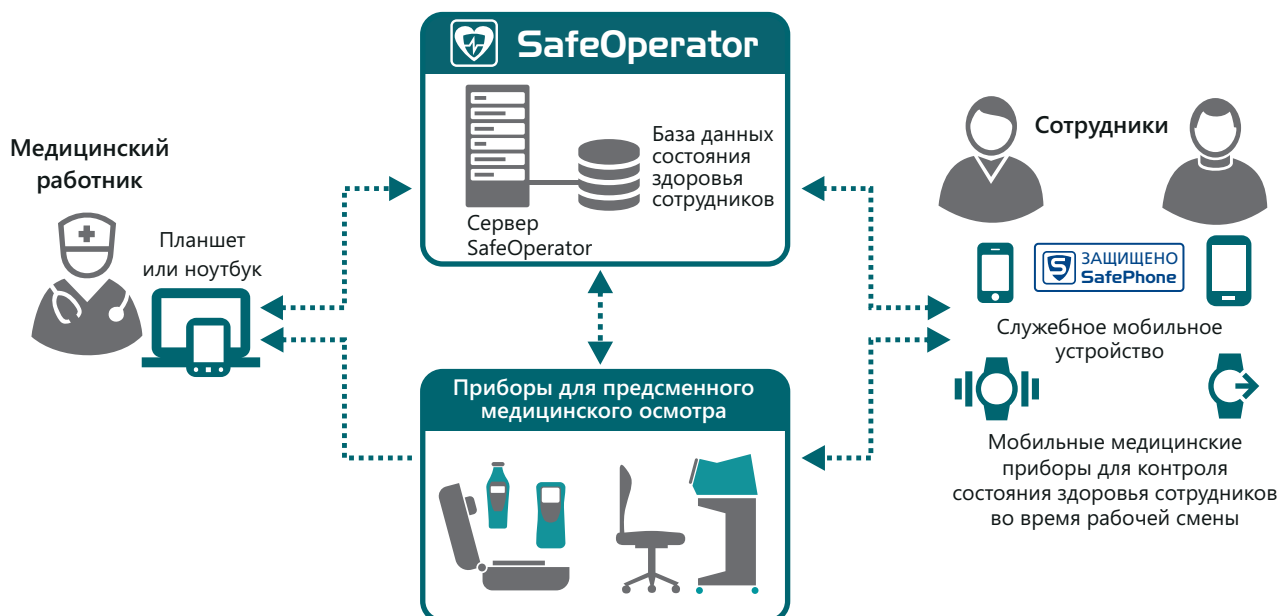 SafeOperator
База данных
состояния
здоровья
сотрудников
Сервер
SafeOperator
Медицинский
работник
Планшет
или ноутбук
Сотрудники
ЗАЩИЩЕНО
SafePhone
Служебное мобильное
устройство
Приборы для предсменного
медицинского осмотра
Мобильные медицинские
приборы для контроля
состояния здоровья сотрудников
во время рабочей смены